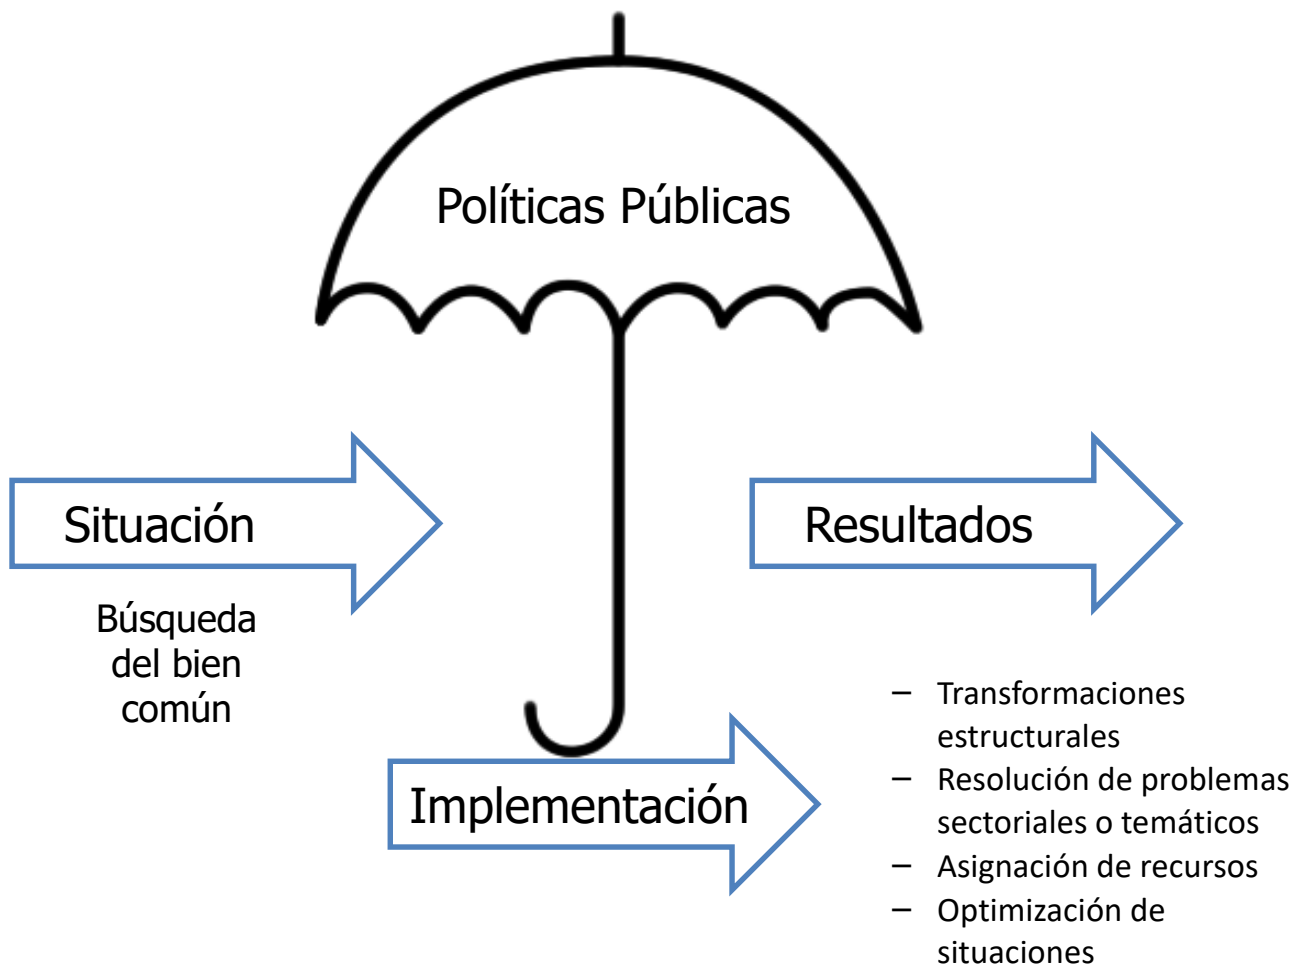 Políticas Públicas
Situación
Búsqueda
del bien
común
Implementación
Resultados
– Transformaciones
estructurales
– Resolución de problemas
sectoriales o temáticos
– Asignación de recursos
– Optimización de
situaciones